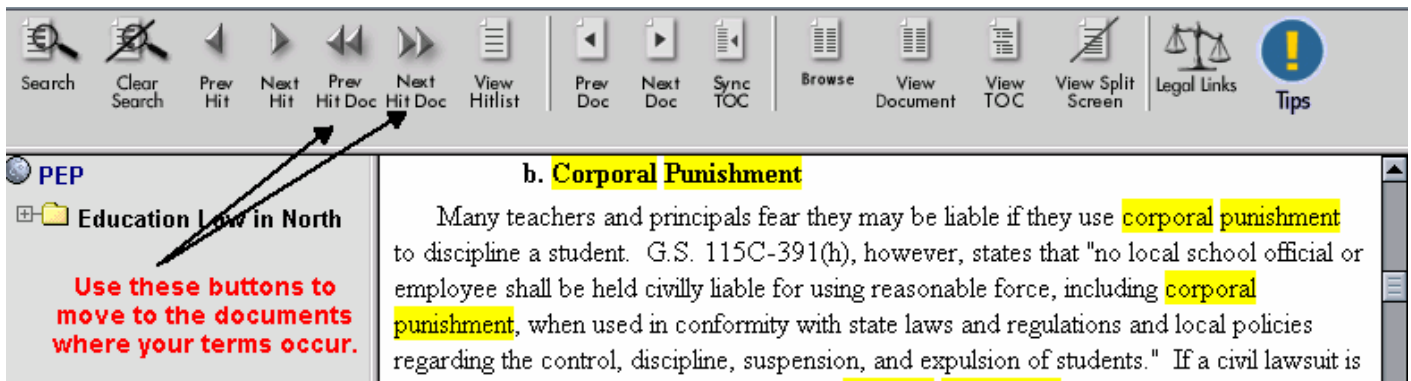 Search
Clear
Search
Prev
Hit
Next
Hit
Prev
Hit Doc
Next
Hit Doc
View
Hitlist
Prev
Doc
Next
Doc
Sync
TOC
Browse
View
Document
View
TOC
View Split
Screen
Legal Links
Tips
PEP
Education Law in North
Use these buttons to
move to the documents
where your terms occur.
b. Corporal Punishment
Many teachers and principals fear they may be liable if they use corporal punishment
to discipline a student. G.S. 115C-391(h), however, states that "no local school official or
employee shall be held civilly liable for using reasonable force, including corporal
punishment, when used in conformity with state laws and regulations and local policies
regarding the control, discipline, suspension, and expulsion of students." If a civil lawsuit is